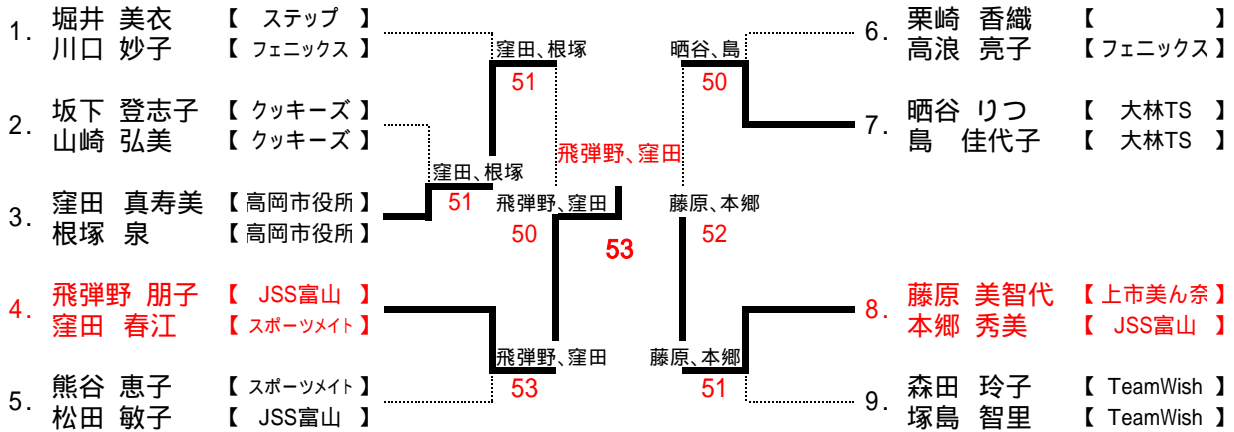 1. 堀井 美衣 【 ステップ 】
川口 妙子 【 フェニックス 】
2. 坂下 登志子 【 クッキーズ 】
山崎 弘美 【 クッキーズ 】
3. 窪田 真寿美 【 高岡市役所 】
根塚 泉 【 高岡市役所 】
4. 飛弾野 朋子 【 JSS富山 】
窪田 春江 【 スポーツメイト 】
5. 熊谷 恵子 【 スポーツメイト 】
松田 敏子 【 JSS富山 】
窪田、根塚
51
窪田、根塚
51
飛弾野、窪田
50
飛弾野、窪田
53
飛弾野、窪田
53
晒谷、島
50
藤原、本郷
52
藤原、本郷
51
6. 栗崎 香織 【 】
高浪 亮子 【 フェニックス 】
7. 晒谷 りつ 【 大林TS 】
島 佳代子 【 大林TS 】
8. 藤原 美智代 【 上市美ん奈 】
本郷 秀美 【 JSS富山 】
9. 森田 玲子 【 TeamWish 】
塚島 智里 【 TeamWish 】